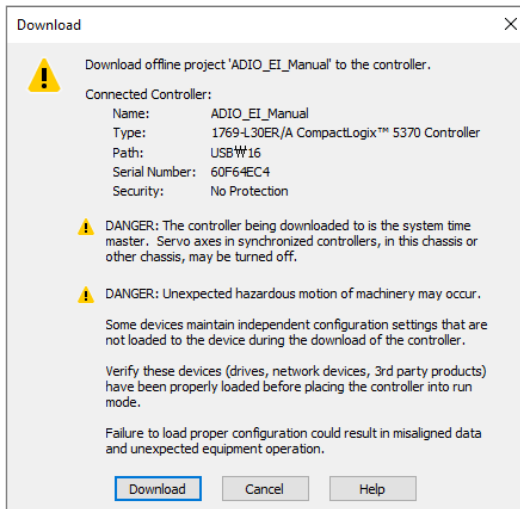 Download
Download offline project 'ADIO_EI_Manual' to the controller.
Connected Controller:
Name: ADIO_EI_Manual
Type: 1769-L30ER/A CompactLogix™ 5370 Controller
Path: USB₩16
Serial Number: 60F64EC4
Security: No Protection
DANGER: The controller being downloaded to is the system time
master. Servo axes in synchronized controllers, in this chassis or
other chassis, may be turned off.
DANGER: Unexpected hazardous motion of machinery may occur.
Some devices maintain independent configuration settings that are
not loaded to the device during the download of the controller.
Verify these devices (drives, network devices, 3rd party products)
have been properly loaded before placing the controller into run
mode.
Failure to load proper configuration could result in misaligned data
and unexpected equipment operation.
Download Cancel Help